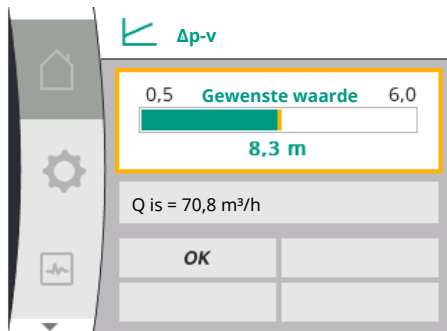 Δp-v
0,5 Gewenste waarde 6,0
8,3 m
Q is = 70,8 m³/h
OK